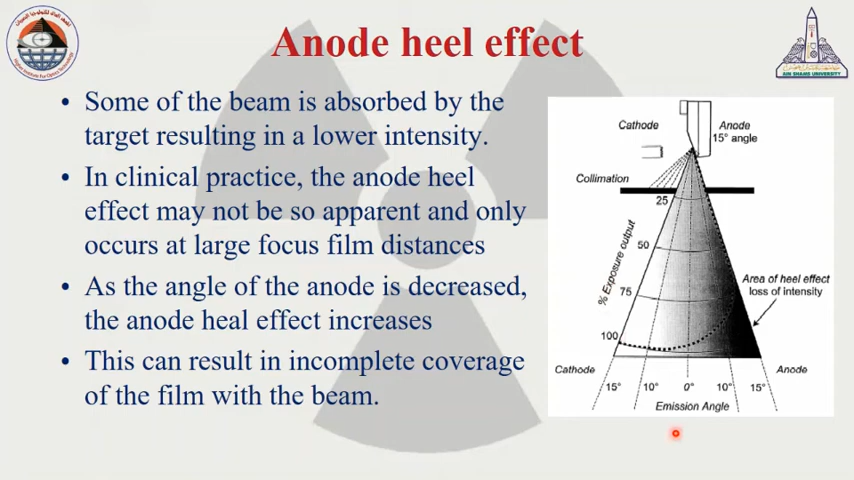 Anode heel effect
AIN SHAMS UNIVERSITY
• Some of the beam is absorbed by the
target resulting in a lower intensity.
• In clinical practice, the anode heel
effect may not be so apparent and only
occurs at large focus film distances
• As the angle of the anode is decreased,
the anode heal effect increases
• This can result in incomplete coverage
of the film with the beam.
Cathode
Anode
15° angle
Collimation
25
50
75
100
% Exposure output
Area of heel effect
loss of intensity
Cathode
Anode
15° 10° 0° 10° 15°
Emission Angle